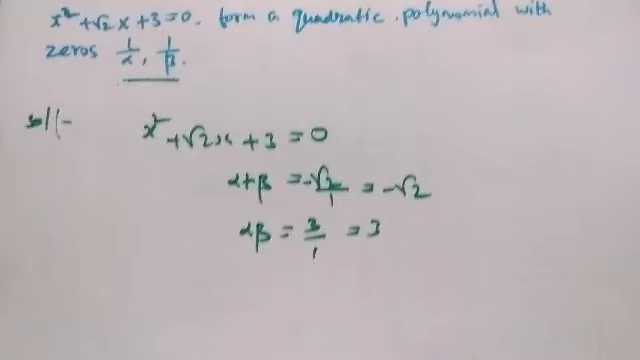 x² + √2 x + 3 = 0. form a quadratic polynomial with
zeros 1/α, 1/β.
sol:-
x² + √2x + 3 = 0
α+β = -√2/1 = -√2
αβ = 3/1 = 3